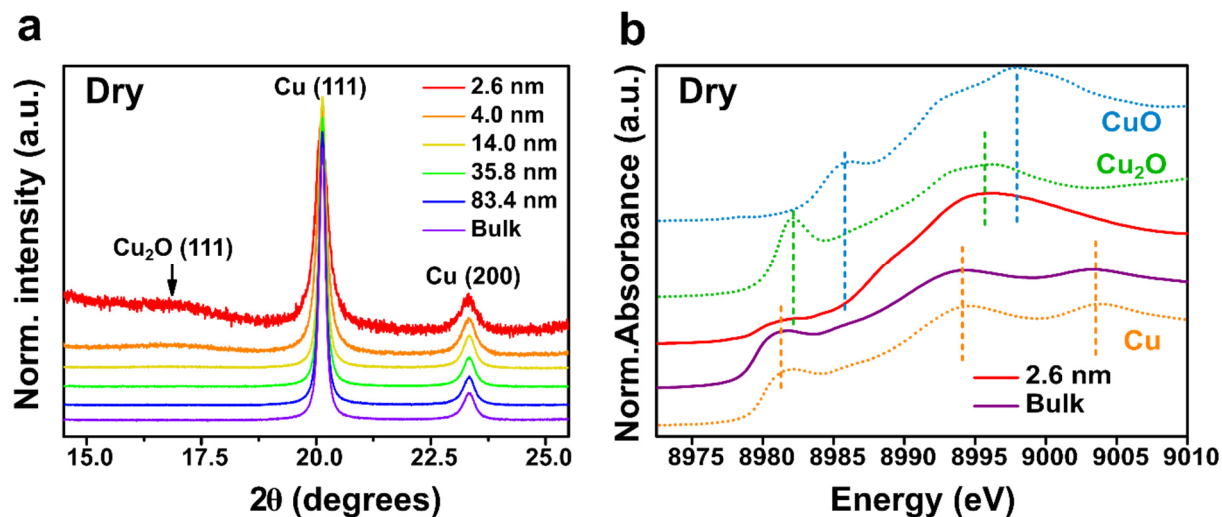 a
Dry
Cu (111)
2.6 nm
4.0 nm
14.0 nm
35.8 nm
83.4 nm
Bulk
Cu₂O (111)
Cu (200)
Norm. intensity (a.u.)
15.0 17.5 20.0 22.5 25.0
2θ (degrees)
b
Dry
CuO
Cu₂O
Cu
2.6 nm
Bulk
Norm.Absorbance (a.u.)
8975 8980 8985 8990 8995 9000 9005 9010
Energy (eV)